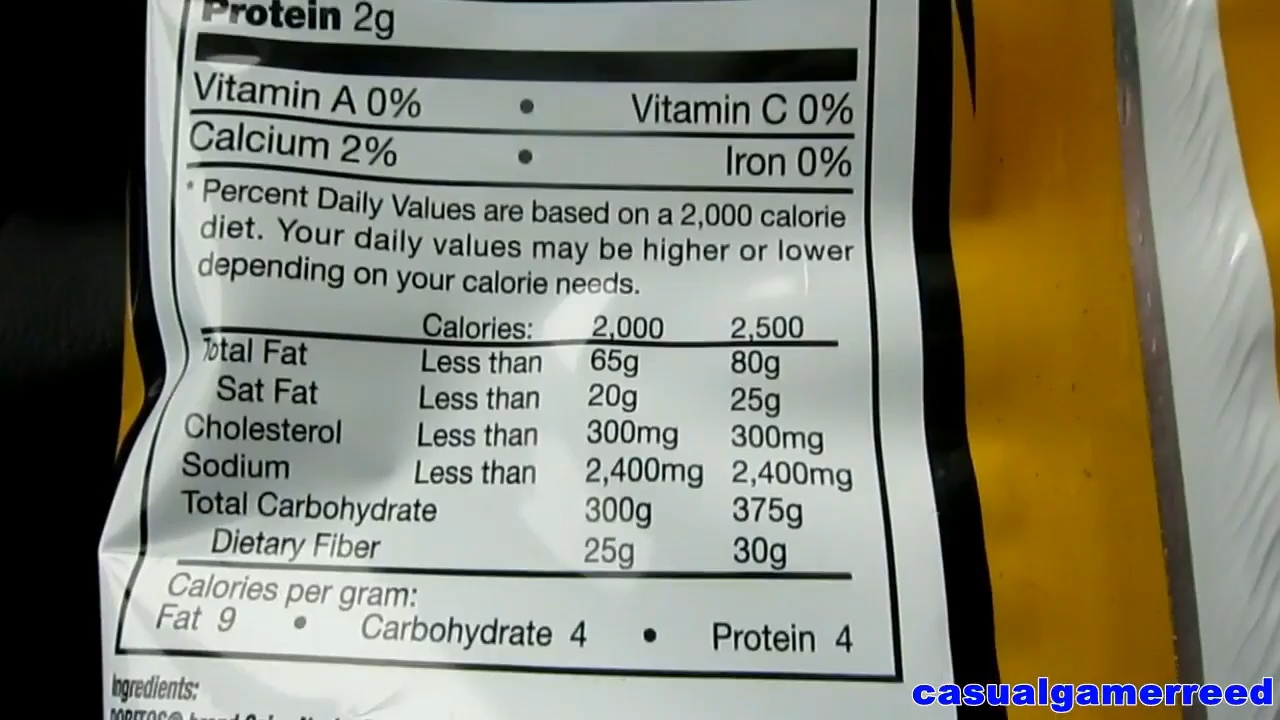 Protein 2g
Vitamin A 0% • Vitamin C 0%
Calcium 2% • Iron 0%
* Percent Daily Values are based on a 2,000 calorie
diet. Your daily values may be higher or lower
depending on your calorie needs.
Calories: 2,000 2,500
Total Fat Less than 65g 80g
Sat Fat Less than 20g 25g
Cholesterol Less than 300mg 300mg
Sodium Less than 2,400mg 2,400mg
Total Carbohydrate 300g 375g
Dietary Fiber 25g 30g
Calories per gram:
Fat 9 • Carbohydrate 4 • Protein 4
Ingredients:
DORITOS® brand
casualgamerreed